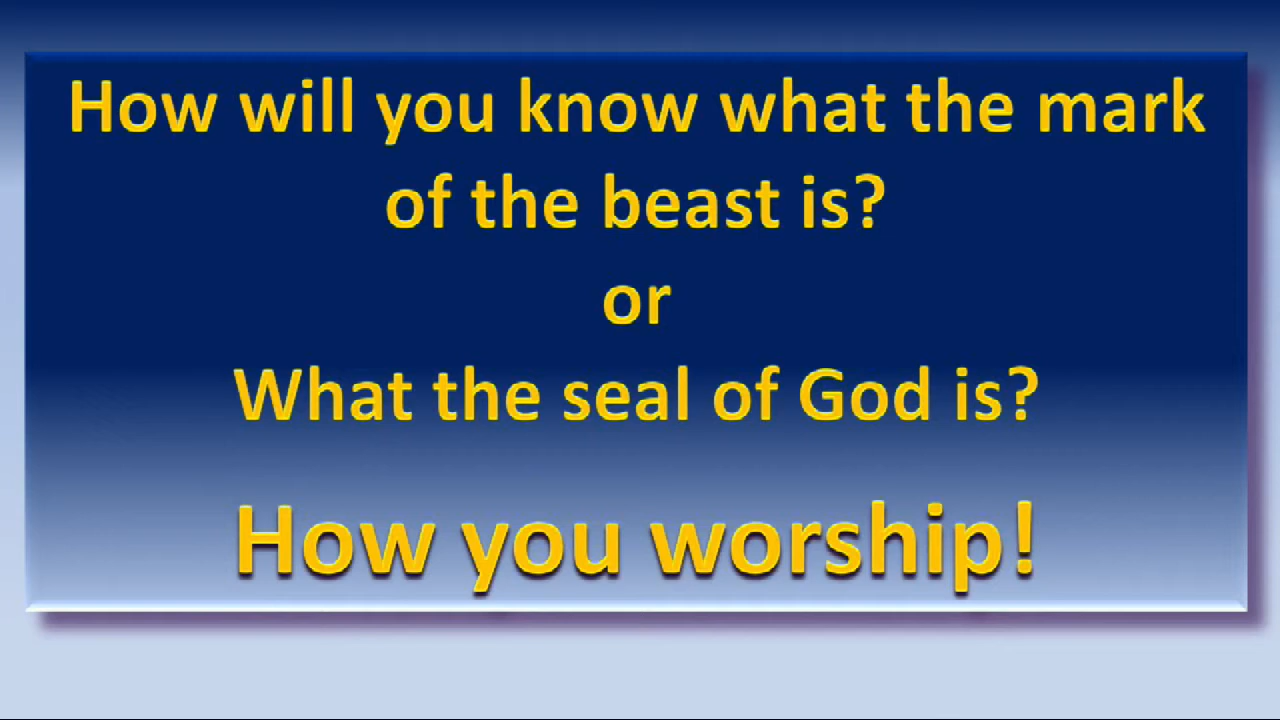 How will you know what the mark
of the beast is?
or
What the seal of God is?
How you worship!